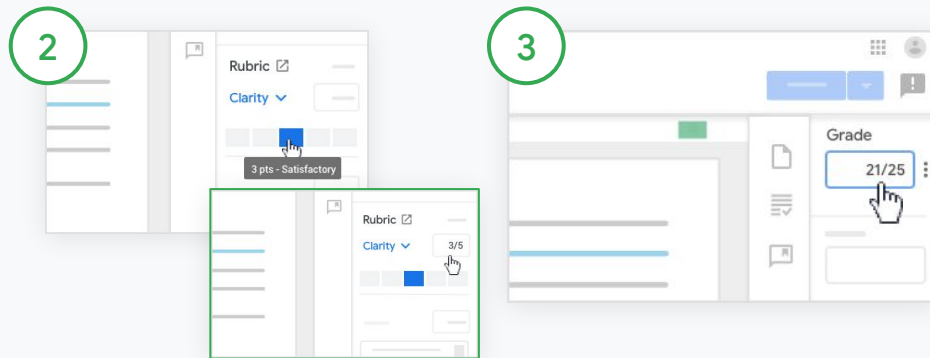 2
Rubric
Clarity
3 pts - Satisfactory
Rubric
Clarity
3/5
3
Grade
21/25